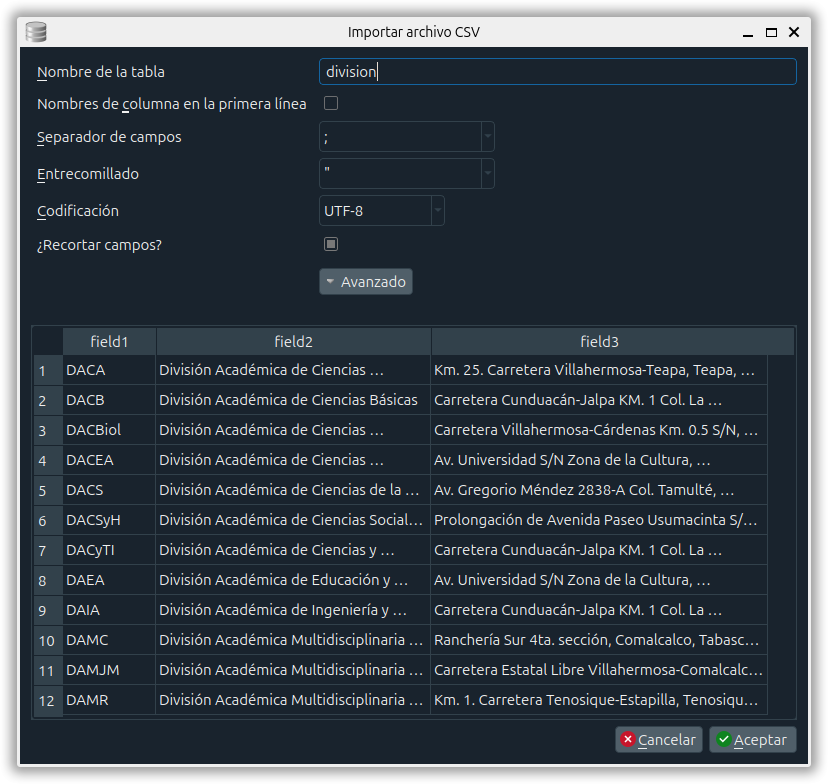 Importar archivo CSV
Nombre de la tabla division
Nombres de columna en la primera línea
Separador de campos ;
Entrecomillado "
Codificación UTF-8
¿Recortar campos?
Avanzado
field1 field2 field3
1 DACA División Académica de Ciencias ... Km. 25. Carretera Villahermosa-Teapa, Teapa, ...
2 DACB División Académica de Ciencias Básicas Carretera Cunduacán-Jalpa KM. 1 Col. La ...
3 DACBiol División Académica de Ciencias ... Carretera Villahermosa-Cárdenas Km. 0.5 S/N, ...
4 DACEA División Académica de Ciencias ... Av. Universidad S/N Zona de la Cultura, ...
5 DACS División Académica de Ciencias de la ... Av. Gregorio Méndez 2838-A Col. Tamulté, ...
6 DACSyH División Académica de Ciencias Social... Prolongación de Avenida Paseo Usumacinta S/...
7 DACyTI División Académica de Ciencias y ... Carretera Cunduacán-Jalpa KM. 1 Col. La ...
8 DAEA División Académica de Educación y ... Av. Universidad S/N Zona de la Cultura, ...
9 DAIA División Académica de Ingeniería y ... Carretera Cunduacán-Jalpa KM. 1 Col. La ...
10 DAMC División Académica Multidisciplinaria ... Ranchería Sur 4ta. sección, Comalcalco, Tabasc...
11 DAMJM División Académica Multidisciplinaria ... Carretera Estatal Libre Villahermosa-Comalcalc...
12 DAMR División Académica Multidisciplinaria ... Km. 1. Carretera Tenosique-Estapilla, Tenosiqu...
Cancelar Aceptar